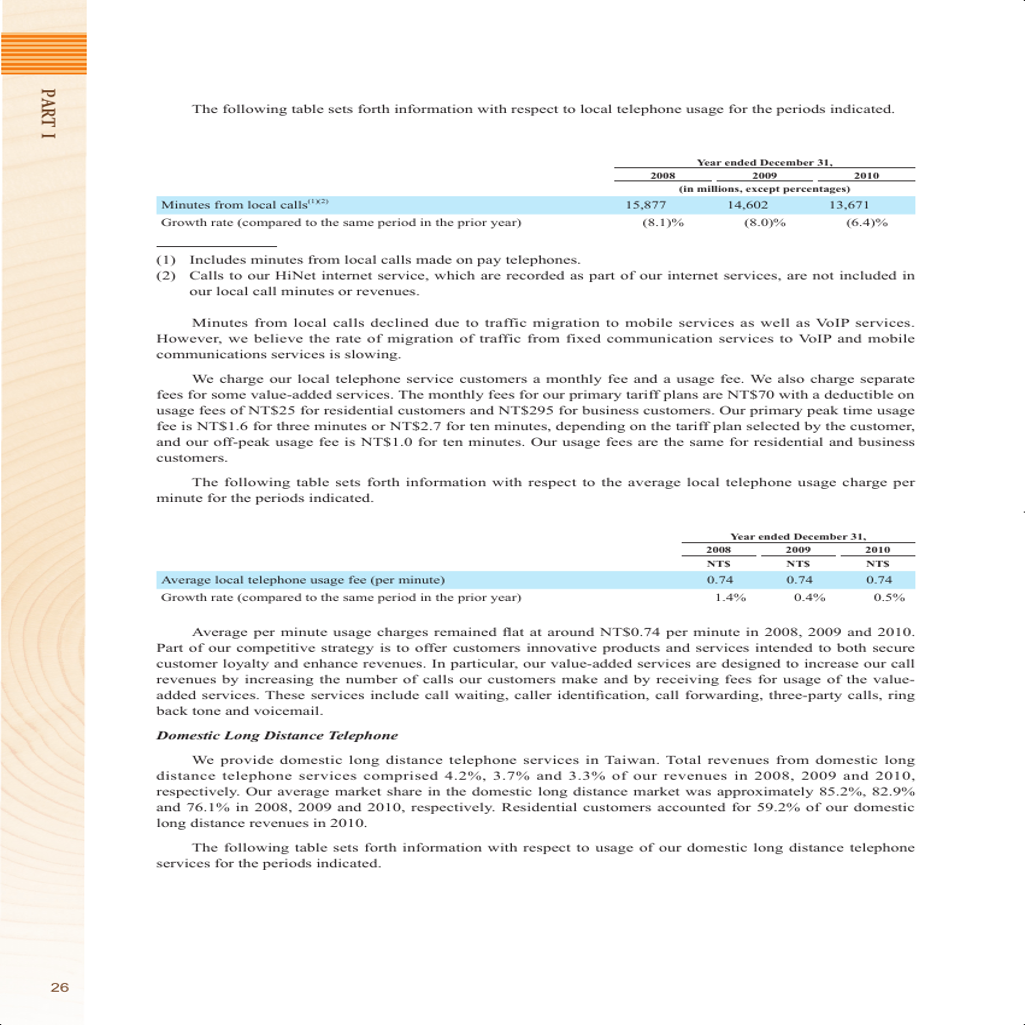 PART I
The following table sets forth information with respect to local telephone usage for the periods indicated.
Year ended December 31,
2008 2009 2010
(in millions, except percentages)
Minutes from local calls(1)(2) 15,877 14,602 13,671
Growth rate (compared to the same period in the prior year) (8.1)% (8.0)% (6.4)%
(1) Includes minutes from local calls made on pay telephones.
(2) Calls to our HiNet internet service, which are recorded as part of our internet services, are not included in
our local call minutes or revenues.
Minutes from local calls declined due to traffic migration to mobile services as well as VoIP services.
However, we believe the rate of migration of traffic from fixed communication services to VoIP and mobile
communications services is slowing.
We charge our local telephone service customers a monthly fee and a usage fee. We also charge separate
fees for some value-added services. The monthly fees for our primary tariff plans are NT$70 with a deductible on
usage fees of NT$25 for residential customers and NT$295 for business customers. Our primary peak time usage
fee is NT$1.6 for three minutes or NT$2.7 for ten minutes, depending on the tariff plan selected by the customer,
and our off-peak usage fee is NT$1.0 for ten minutes. Our usage fees are the same for residential and business
customers.
The following table sets forth information with respect to the average local telephone usage charge per
minute for the periods indicated.
Year ended December 31,
2008 2009 2010
NT$ NT$ NT$
Average local telephone usage fee (per minute) 0.74 0.74 0.74
Growth rate (compared to the same period in the prior year) 1.4% 0.4% 0.5%
Average per minute usage charges remained flat at around NT$0.74 per minute in 2008, 2009 and 2010.
Part of our competitive strategy is to offer customers innovative products and services intended to both secure
customer loyalty and enhance revenues. In particular, our value-added services are designed to increase our call
revenues by increasing the number of calls our customers make and by receiving fees for usage of the value-
added services. These services include call waiting, caller identification, call forwarding, three-party calls, ring
back tone and voicemail.
Domestic Long Distance Telephone
We provide domestic long distance telephone services in Taiwan. Total revenues from domestic long
distance telephone services comprised 4.2%, 3.7% and 3.3% of our revenues in 2008, 2009 and 2010,
respectively. Our average market share in the domestic long distance market was approximately 85.2%, 82.9%
and 76.1% in 2008, 2009 and 2010, respectively. Residential customers accounted for 59.2% of our domestic
long distance revenues in 2010.
The following table sets forth information with respect to usage of our domestic long distance telephone
services for the periods indicated.
26